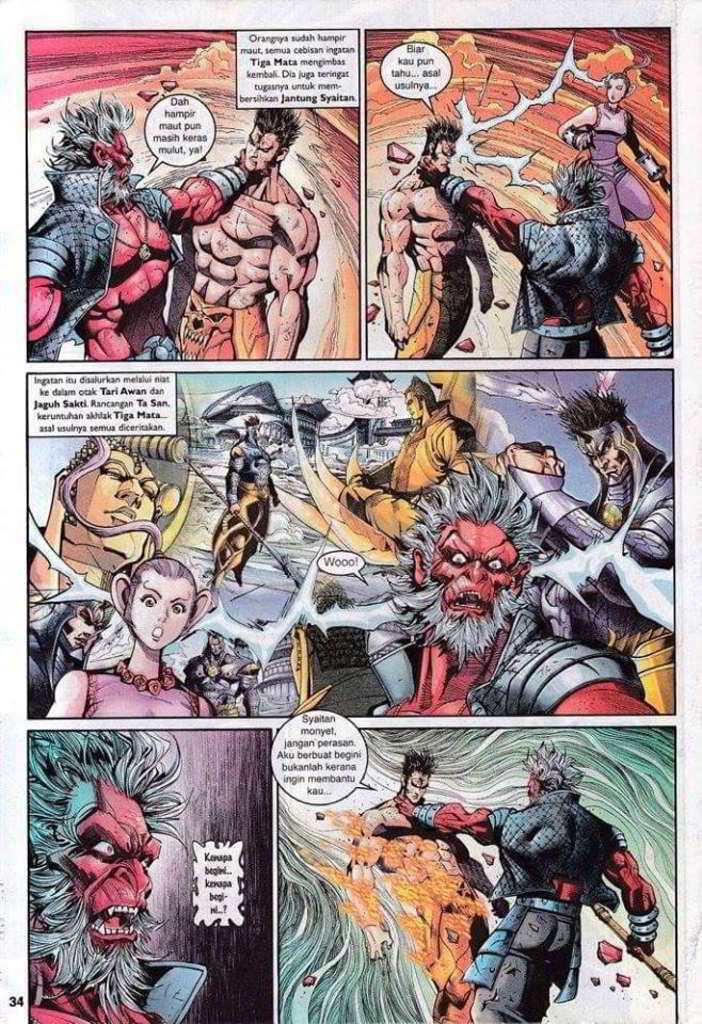 Orangnya sudah hampir
maut, semua cebisan ingatan
Tiga Mata mengimbas
kembali. Dia juga teringat
tugasnya untuk mem-
bersihkan Jantung Syaitan.
Dah
hampir
maut pun
masih keras
mulut, ya!
Biar
kau pun
tahu... asal
usulnya...
Ingatan itu disalurkan melalui niat
ke dalam otak Tari Awan dan
Jaguh Sakti. Rancangan Ta San,
keruntuhan akhlak Tiga Mata...
asal usulnya semua diceritakan.
Wooo!
Kenapa
begini...
kenapa
begi-
ni...?
Syaitan
monyet,
jangan perasan.
Aku berbuat begini
bukanlah kerana
ingin membantu
kau...
34